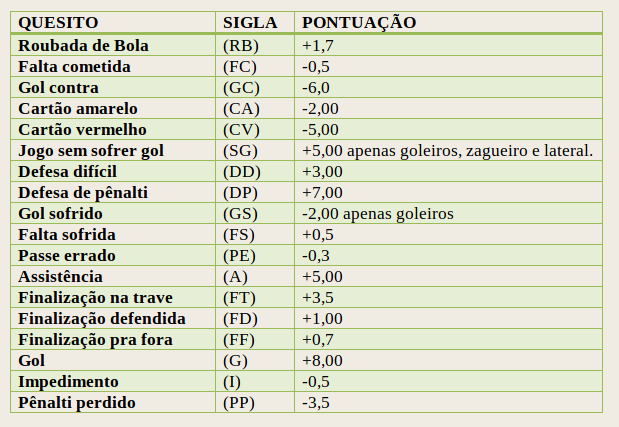 QUESITO SIGLA PONTUAÇÃO
Roubada de Bola (RB) +1,7
Falta cometida (FC) -0,5
Gol contra (GC) -6,0
Cartão amarelo (CA) -2,00
Cartão vermelho (CV) -5,00
Jogo sem sofrer gol (SG) +5,00 apenas goleiros, zagueiro e lateral.
Defesa difícil (DD) +3,00
Defesa de pênalti (DP) +7,00
Gol sofrido (GS) -2,00 apenas goleiros
Falta sofrida (FS) +0,5
Passe errado (PE) -0,3
Assistência (A) +5,00
Finalização na trave (FT) +3,5
Finalização defendida (FD) +1,00
Finalização pra fora (FF) +0,7
Gol (G) +8,00
Impedimento (I) -0,5
Pênalti perdido (PP) -3,5